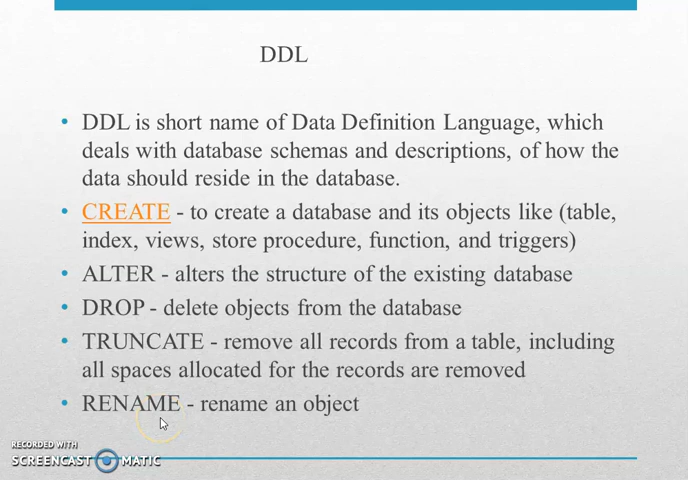 DDL
• DDL is short name of Data Definition Language, which
deals with database schemas and descriptions, of how the
data should reside in the database.
• CREATE - to create a database and its objects like (table,
index, views, store procedure, function, and triggers)
• ALTER - alters the structure of the existing database
• DROP - delete objects from the database
• TRUNCATE - remove all records from a table, including
all spaces allocated for the records are removed
• RENAME - rename an object
RECORDED WITH
SCREENCAST MATIC